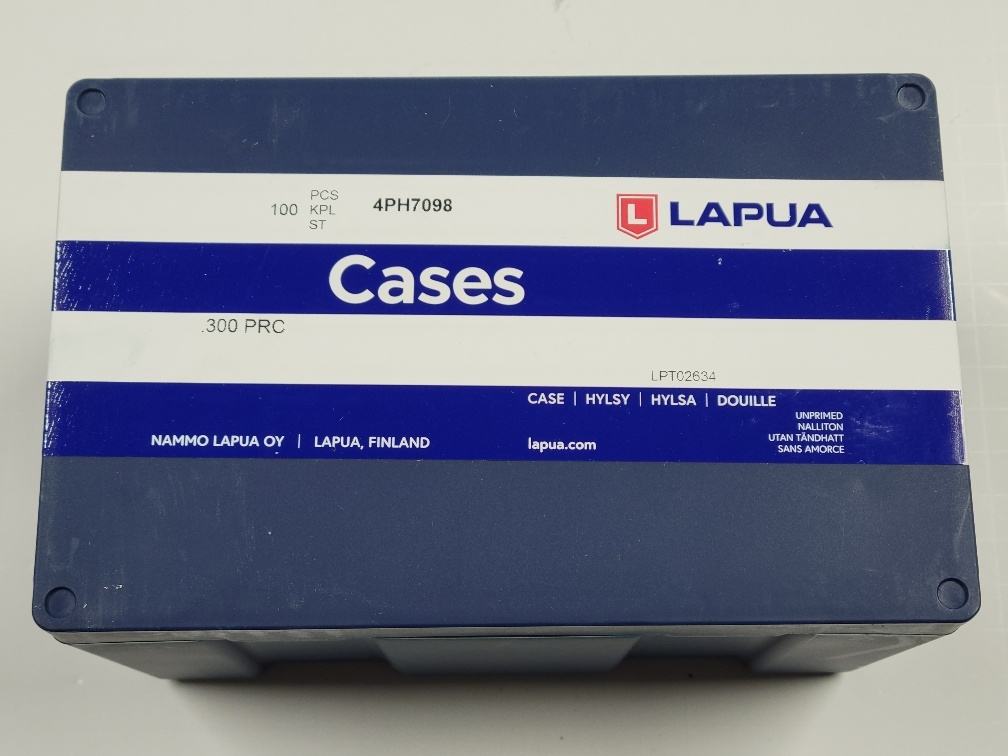 100 PCS KPL ST 4PH7098
L LAPUA
Cases
.300 PRC
LPT02634
CASE | HYLSY | HYLSA | DOUILLE
UNPRIMED
NALLITON
UTAN TÄNDHATT
SANS AMORCE
NAMMO LAPUA OY | LAPUA, FINLAND
lapua.com